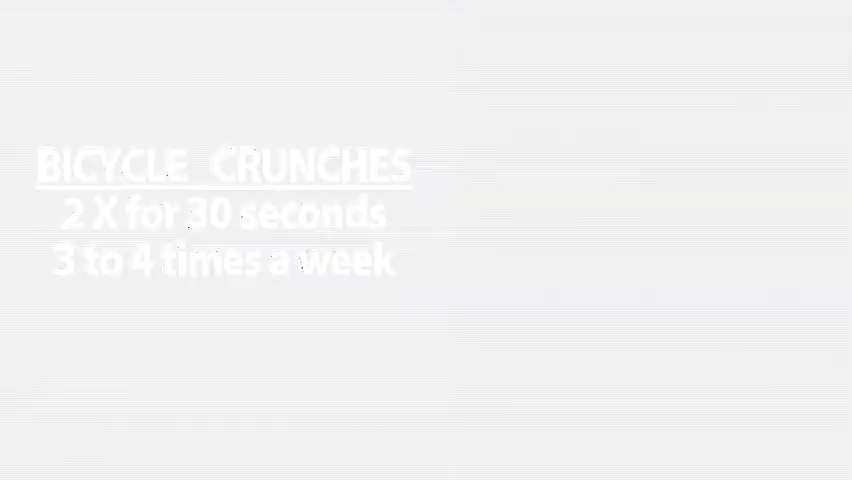 BICYCLE CRUNCHES
2 X for 30 seconds
3 to 4 times a week